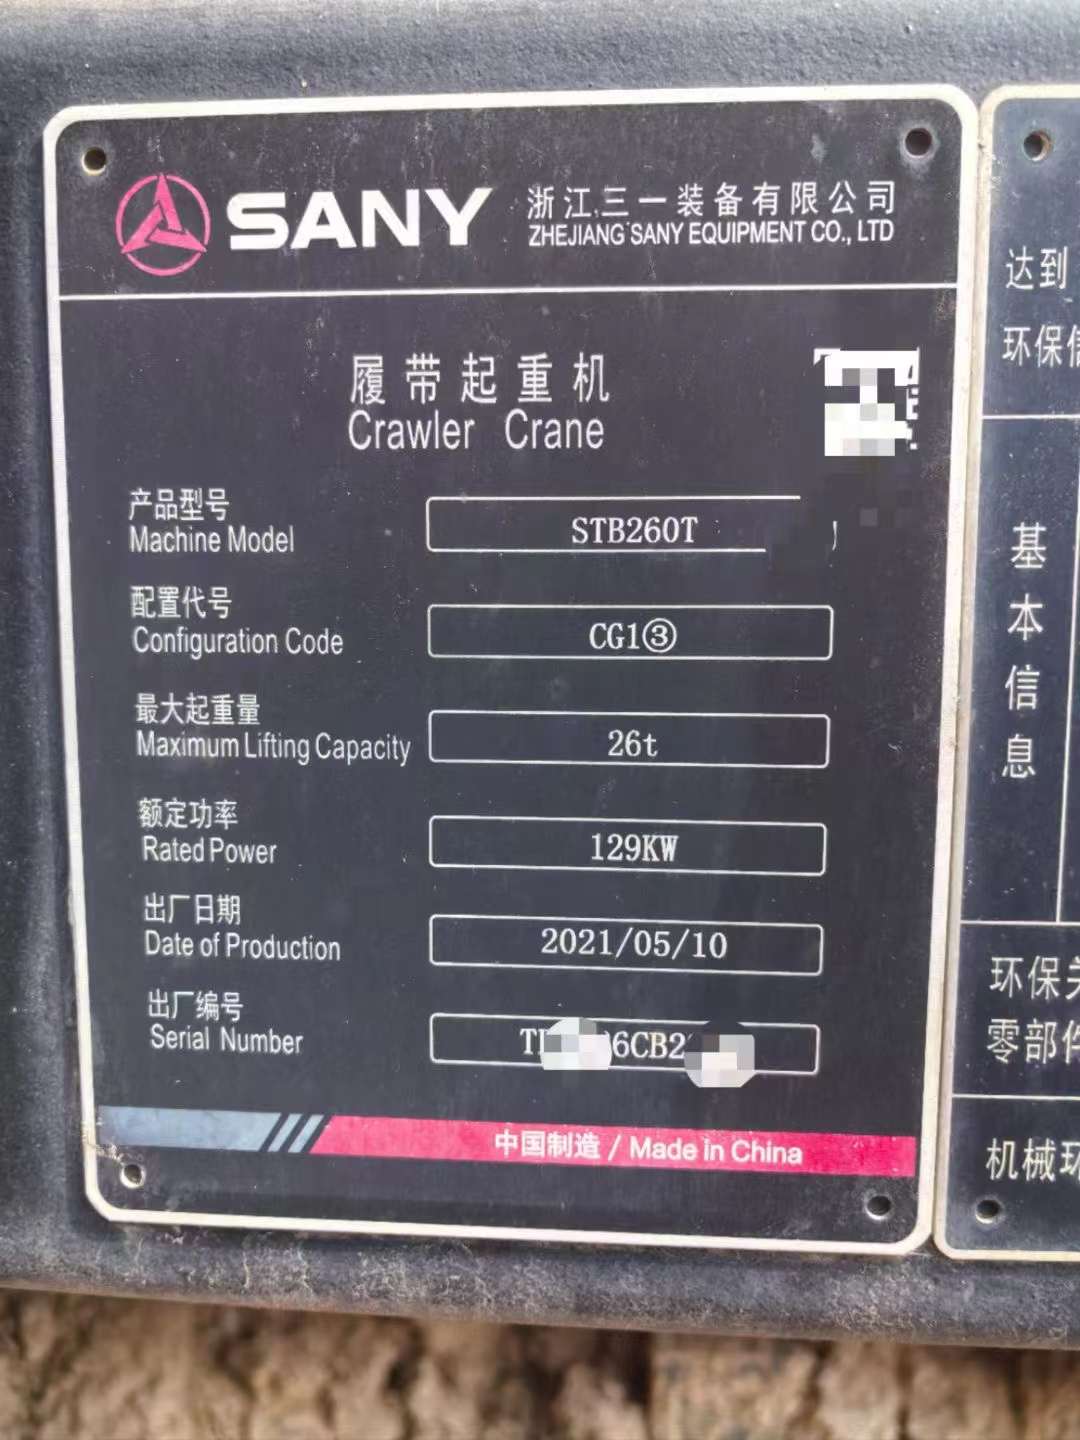 SANY
浙江三一装备有限公司
ZHEJIANG SANY EQUIPMENT CO., LTD
履带起重机
Crawler Crane
产品型号
Machine Model
STB260T
配置代号
Configuration Code
CG1③
最大起重量
Maximum Lifting Capacity
26t
额定功率
Rated Power
129KW
出厂日期
Date of Production
2021/05/10
出厂编号
Serial Number
中国制造 / Made in China
达到
环保
基本信息
环保
零部件
机械